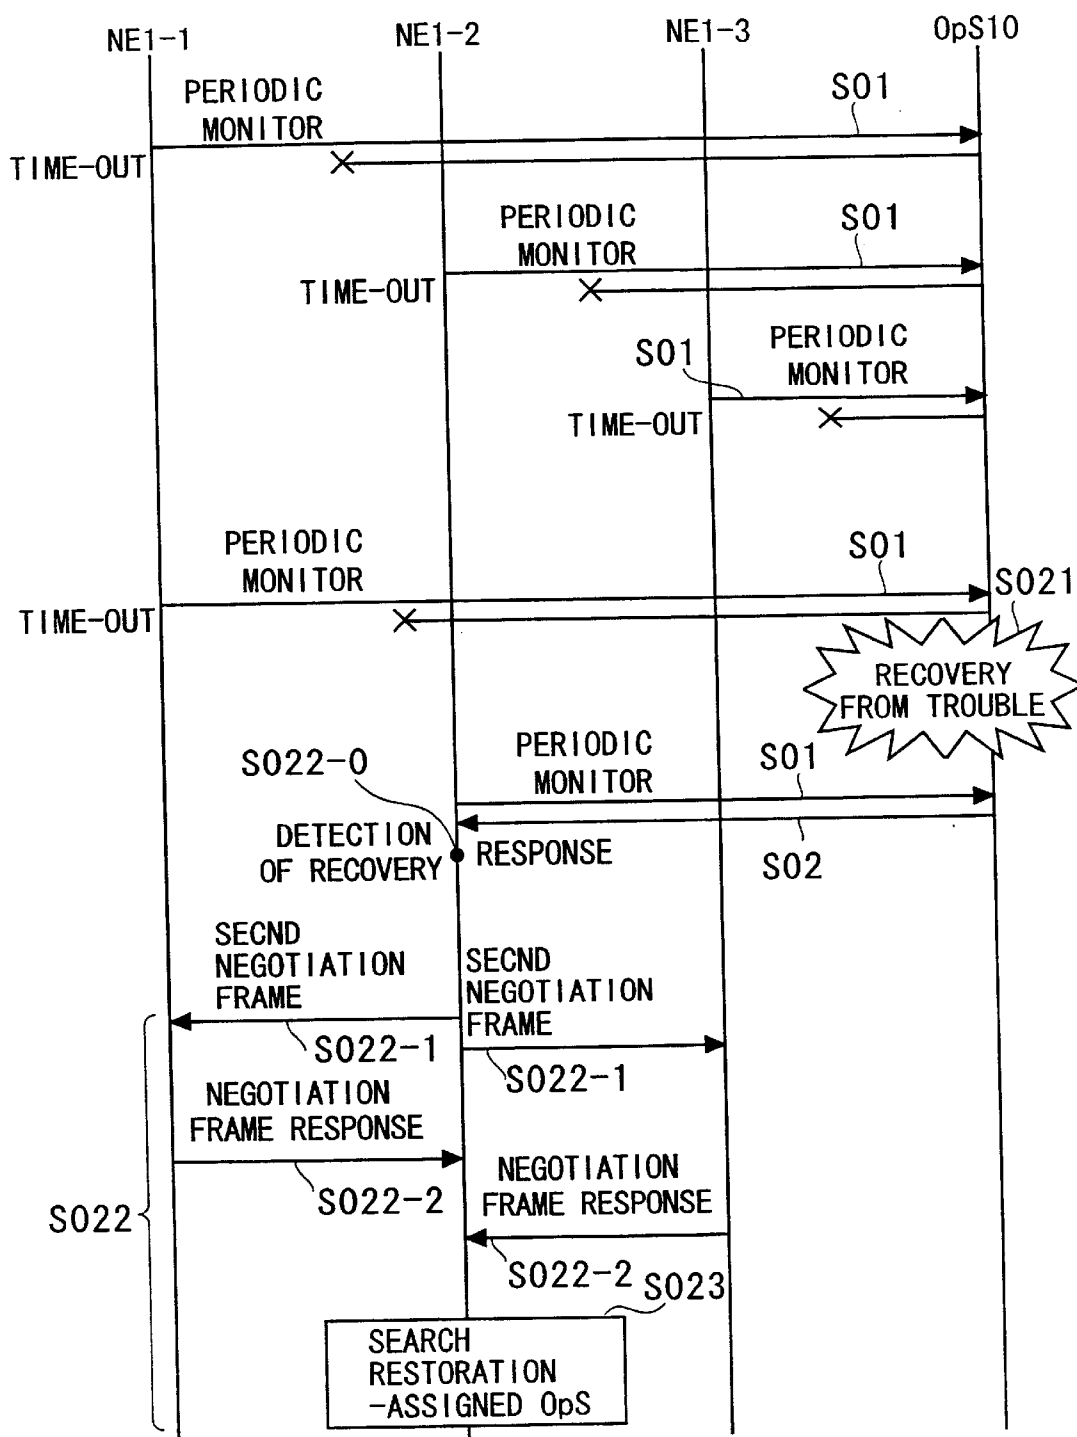 NE1-1
NE1-2
NE1-3
OpS10
PERIODIC
MONITOR
S01
TIME-OUT
PERIODIC
MONITOR
S01
TIME-OUT
S01
PERIODIC
MONITOR
TIME-OUT
PERIODIC
MONITOR
S01
S021
TIME-OUT
RECOVERY
FROM TROUBLE
S022-0
PERIODIC
MONITOR
S01
DETECTION
OF RECOVERY
RESPONSE
S02
SECND
NEGOTIATION
FRAME
SECND
NEGOTIATION
FRAME
S022-1
S022-1
NEGOTIATION
FRAME RESPONSE
S022-2
NEGOTIATION
FRAME RESPONSE
S022
S022-2
S023
SEARCH
RESTORATION
-ASSIGNED OpS